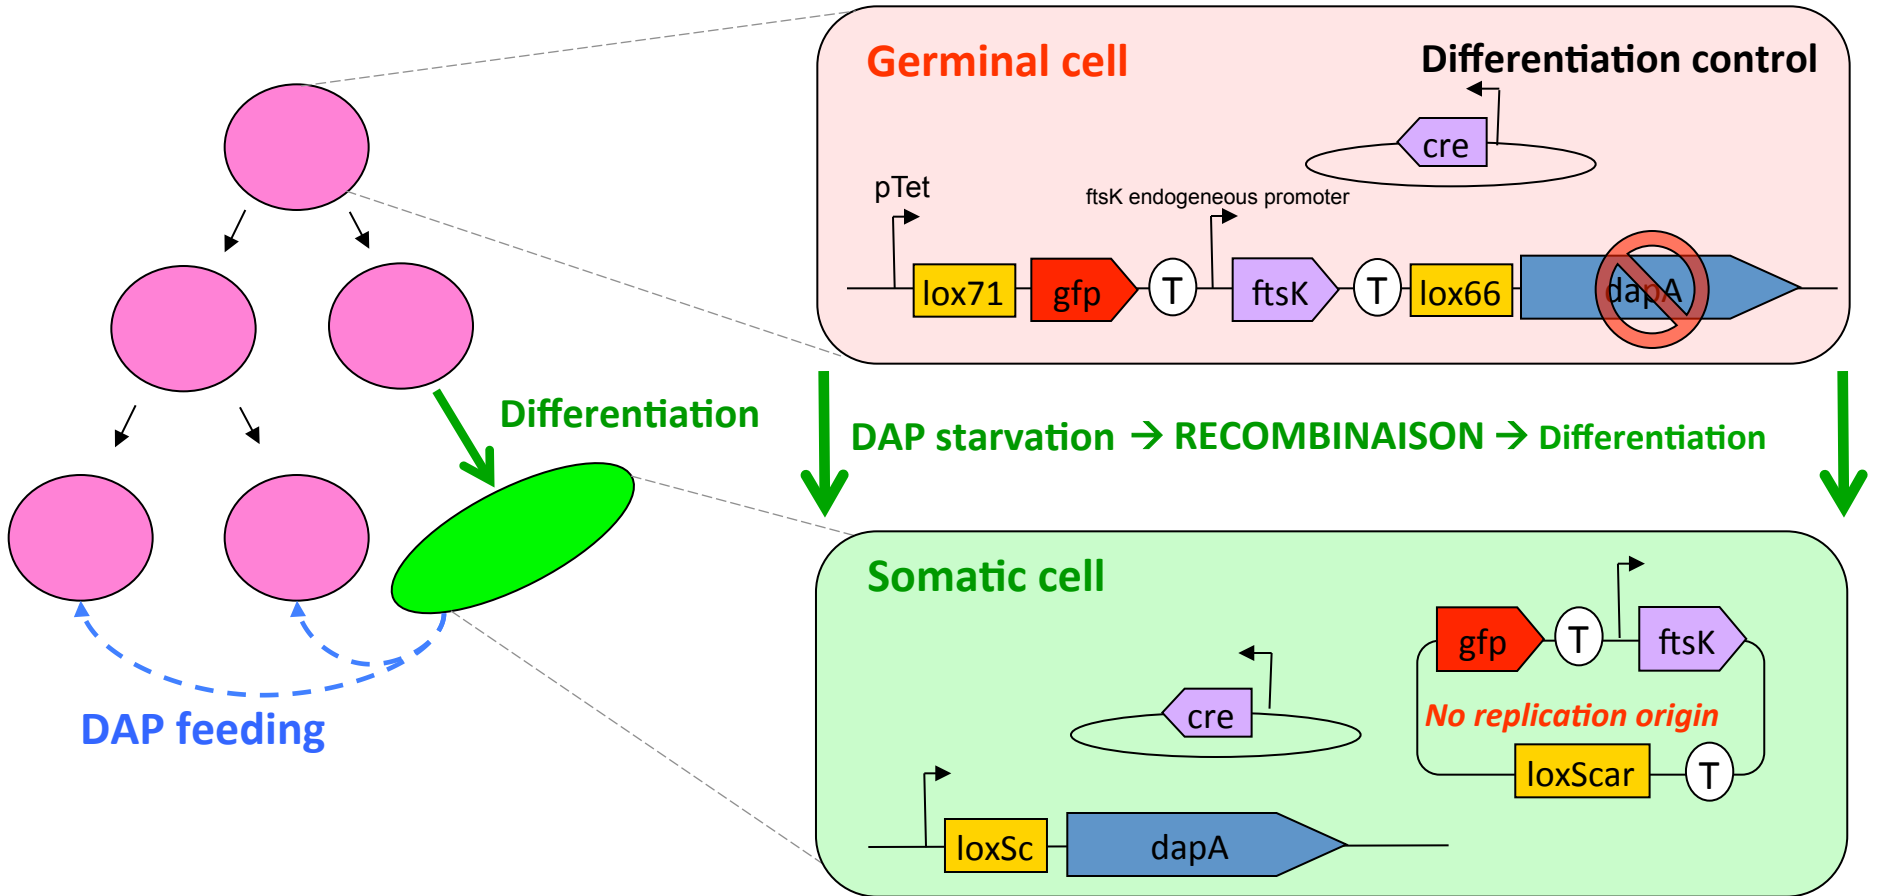 Germinal cell
Differentiation control
cre
pTet
ftsK endogeneous promoter
lox71
gfp
T
ftsK
T
lox66
dapA
Differentiation
DAP starvation → RECOMBINAISON → Differentiation
Somatic cell
gfp
T
ftsK
cre
No replication origin
DAP feeding
loxScar
T
loxSc
dapA